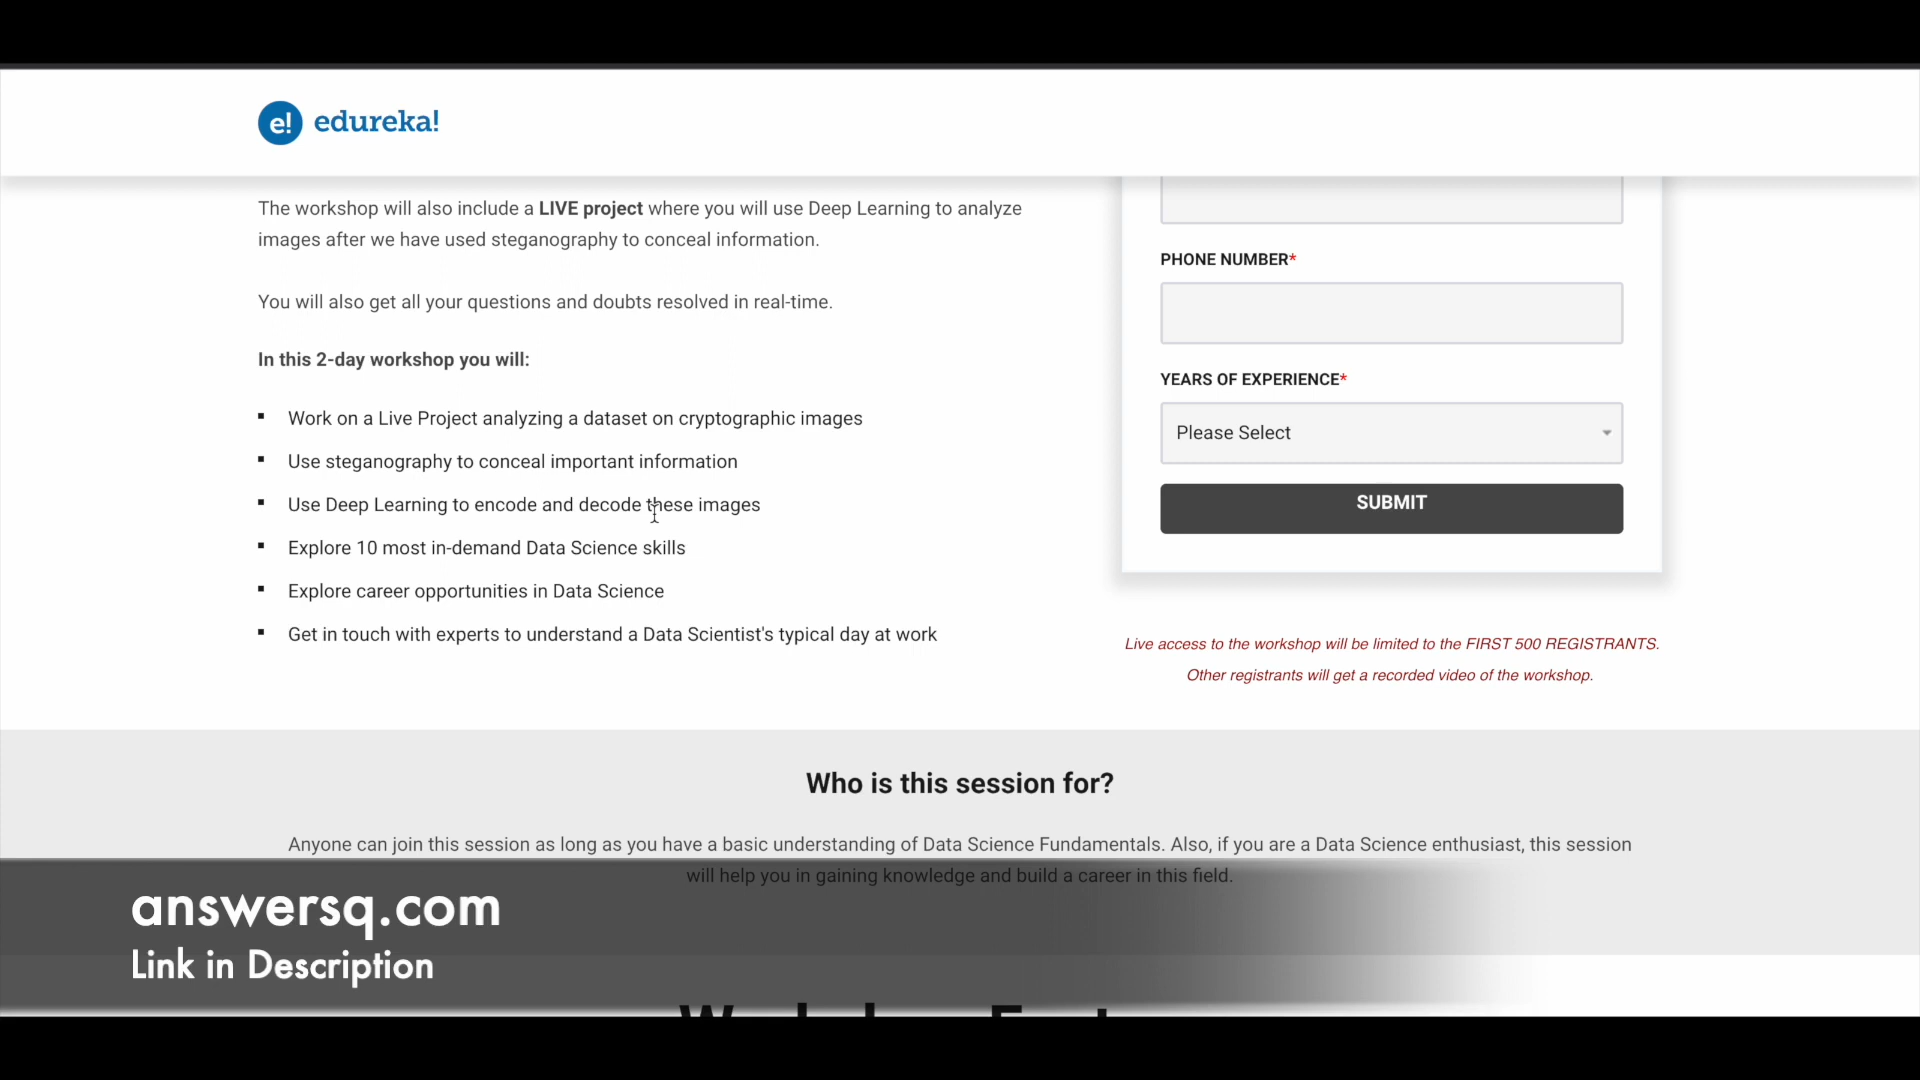 e! edureka!
The workshop will also include a LIVE project where you will use Deep Learning to analyze
images after we have used steganography to conceal information.
You will also get all your questions and doubts resolved in real-time.
In this 2-day workshop you will:
▪ Work on a Live Project analyzing a dataset on cryptographic images
▪ Use steganography to conceal important information
▪ Use Deep Learning to encode and decode these images
▪ Explore 10 most in-demand Data Science skills
▪ Explore career opportunities in Data Science
▪ Get in touch with experts to understand a Data Scientist's typical day at work
PHONE NUMBER*
YEARS OF EXPERIENCE*
Please Select
SUBMIT
Live access to the workshop will be limited to the FIRST 500 REGISTRANTS.
Other registrants will get a recorded video of the workshop.
Who is this session for?
Anyone can join this session as long as you have a basic understanding of Data Science Fundamentals. Also, if you are a Data Science enthusiast, this session
will help you in gaining knowledge and build a career in this field.
answersq.com
Link in Description